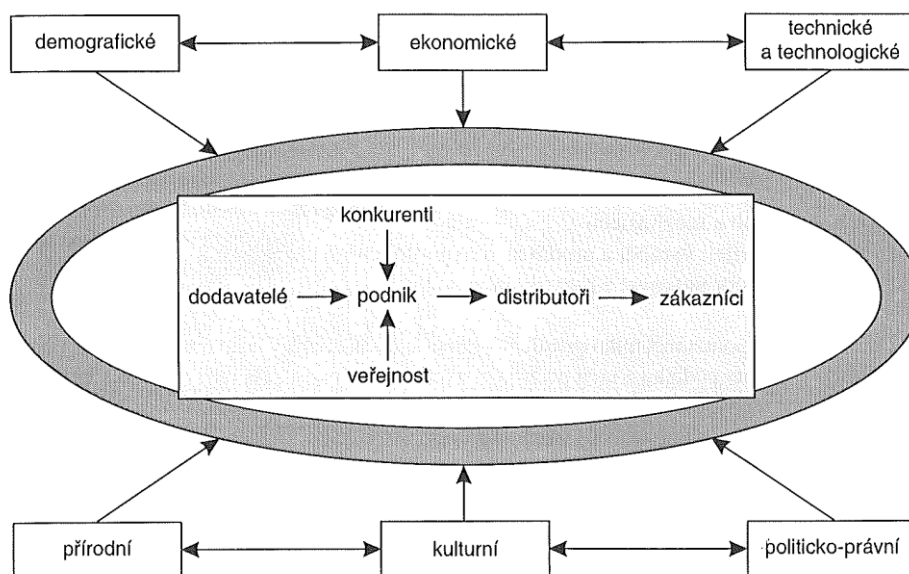 demografické
ekonomické
technické
a technologické
konkurenti
dodavatelé
podnik
distributoři
zákazníci
veřejnost
přírodní
kulturní
politicko-právní